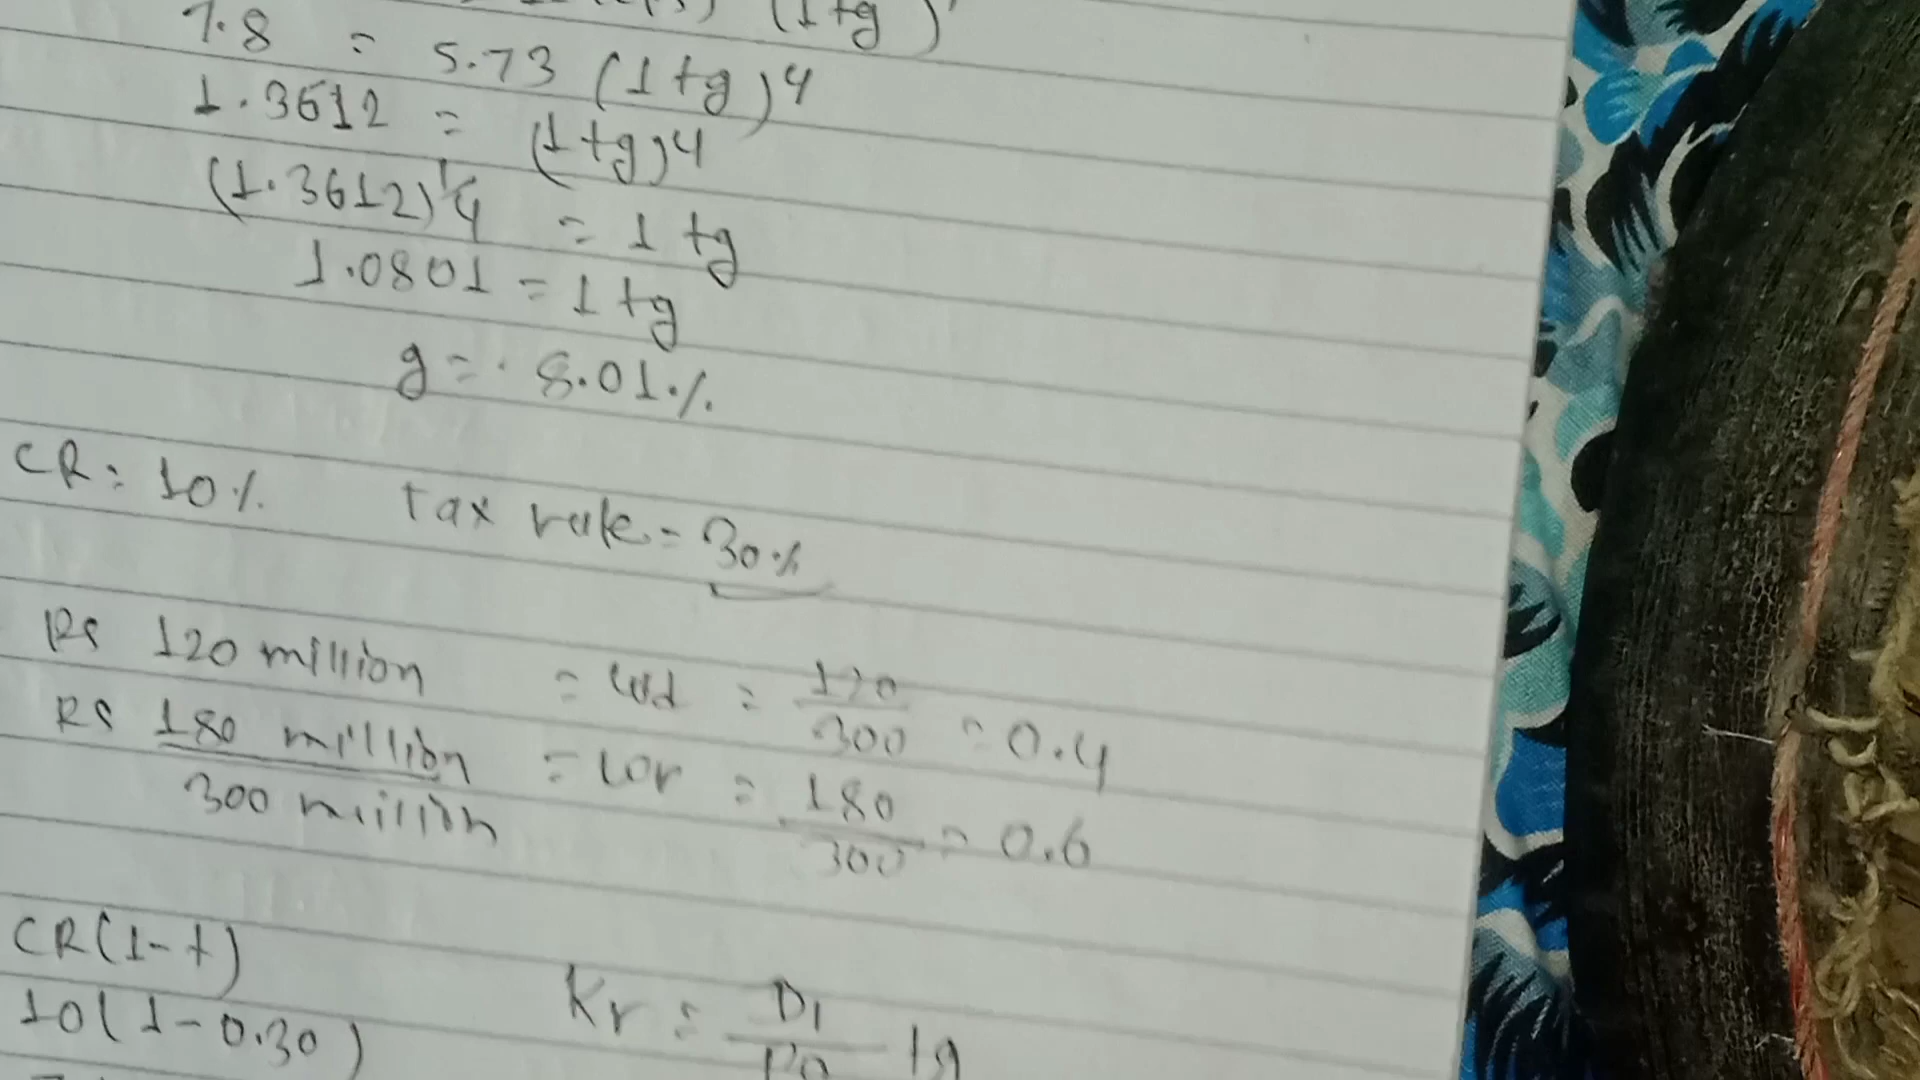 (1+g)
7.8 = 5.73 (1+g)4
1.3612 = (1+g)4
(1.3612)1/4 = 1+g
1.0801 = 1+g
g = 8.01%
CR = 10% tax rate = 30%
RS 120 million = wd = 120/300 = 0.4
RS 180 million = wr = 180/300 = 0.6
300 million
CR(1-t)
10(1-0.30)
Kr = D1/P0 +g